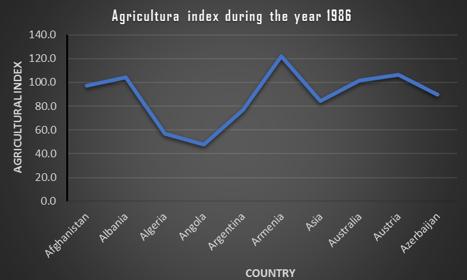 Agricultura index during the year 1986
140.0
120.0
100.0
80.0
60.0
40.0
20.0
0.0
AGRICULTURAL INDEX
Afghanistan
Albania
Algeria
Angola
Argentina
Armenia
Asia
Australia
Austria
Azerbaijan
COUNTRY